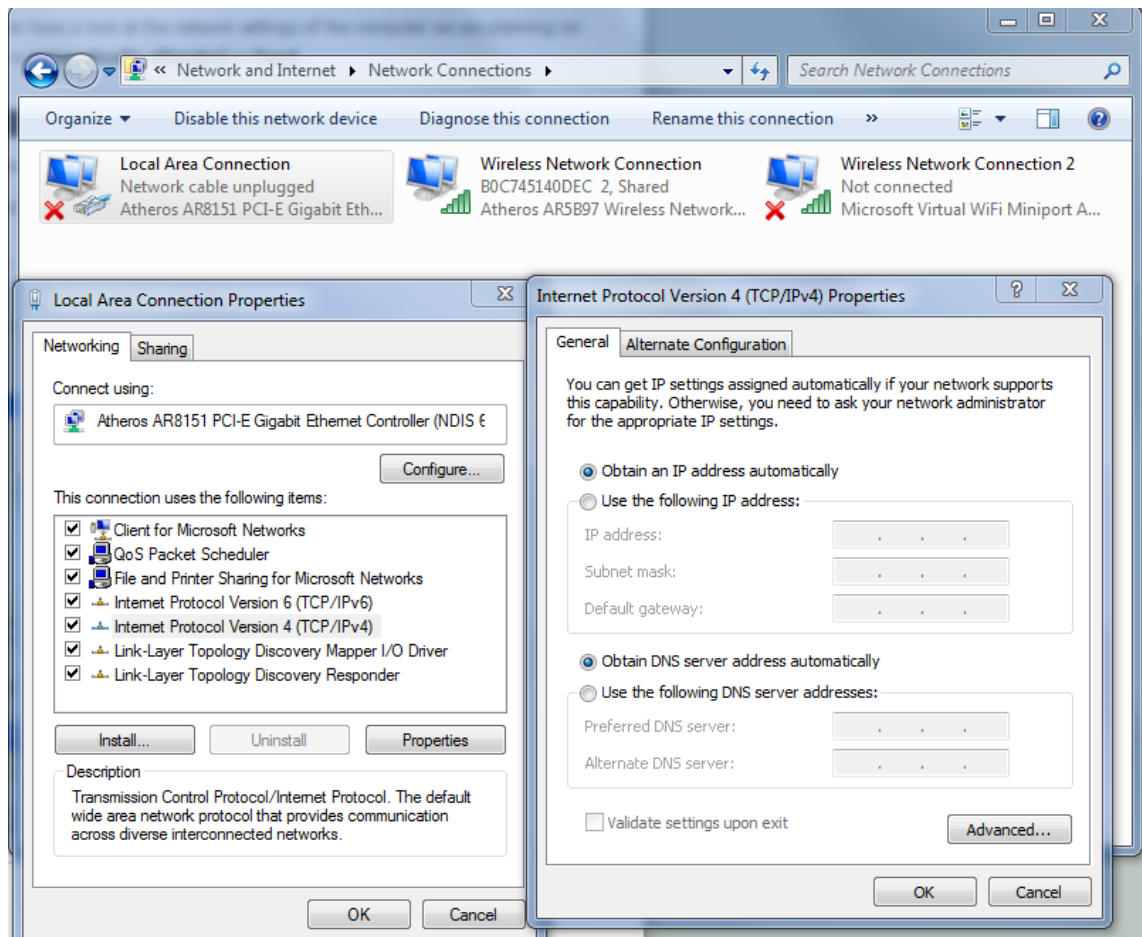 « Network and Internet ▸ Network Connections ▸
Search Network Connections
Organize ▼ Disable this network device Diagnose this connection Rename this connection »
Local Area Connection
Network cable unplugged
Atheros AR8151 PCI-E Gigabit Eth...
Wireless Network Connection
B0C745140DEC 2, Shared
Atheros AR5B97 Wireless Network...
Wireless Network Connection 2
Not connected
Microsoft Virtual WiFi Miniport A...
Local Area Connection Properties
Networking
Sharing
Connect using:
Atheros AR8151 PCI-E Gigabit Ethernet Controller (NDIS 6
Configure...
This connection uses the following items:
Client for Microsoft Networks
QoS Packet Scheduler
File and Printer Sharing for Microsoft Networks
Internet Protocol Version 6 (TCP/IPv6)
Internet Protocol Version 4 (TCP/IPv4)
Link-Layer Topology Discovery Mapper I/O Driver
Link-Layer Topology Discovery Responder
Install... Uninstall Properties
Description
Transmission Control Protocol/Internet Protocol. The default
wide area network protocol that provides communication
across diverse interconnected networks.
OK Cancel
Internet Protocol Version 4 (TCP/IPv4) Properties
General
Alternate Configuration
You can get IP settings assigned automatically if your network supports
this capability. Otherwise, you need to ask your network administrator
for the appropriate IP settings.
Obtain an IP address automatically
Use the following IP address:
IP address:
Subnet mask:
Default gateway:
Obtain DNS server address automatically
Use the following DNS server addresses:
Preferred DNS server:
Alternate DNS server:
Validate settings upon exit
Advanced...
OK Cancel